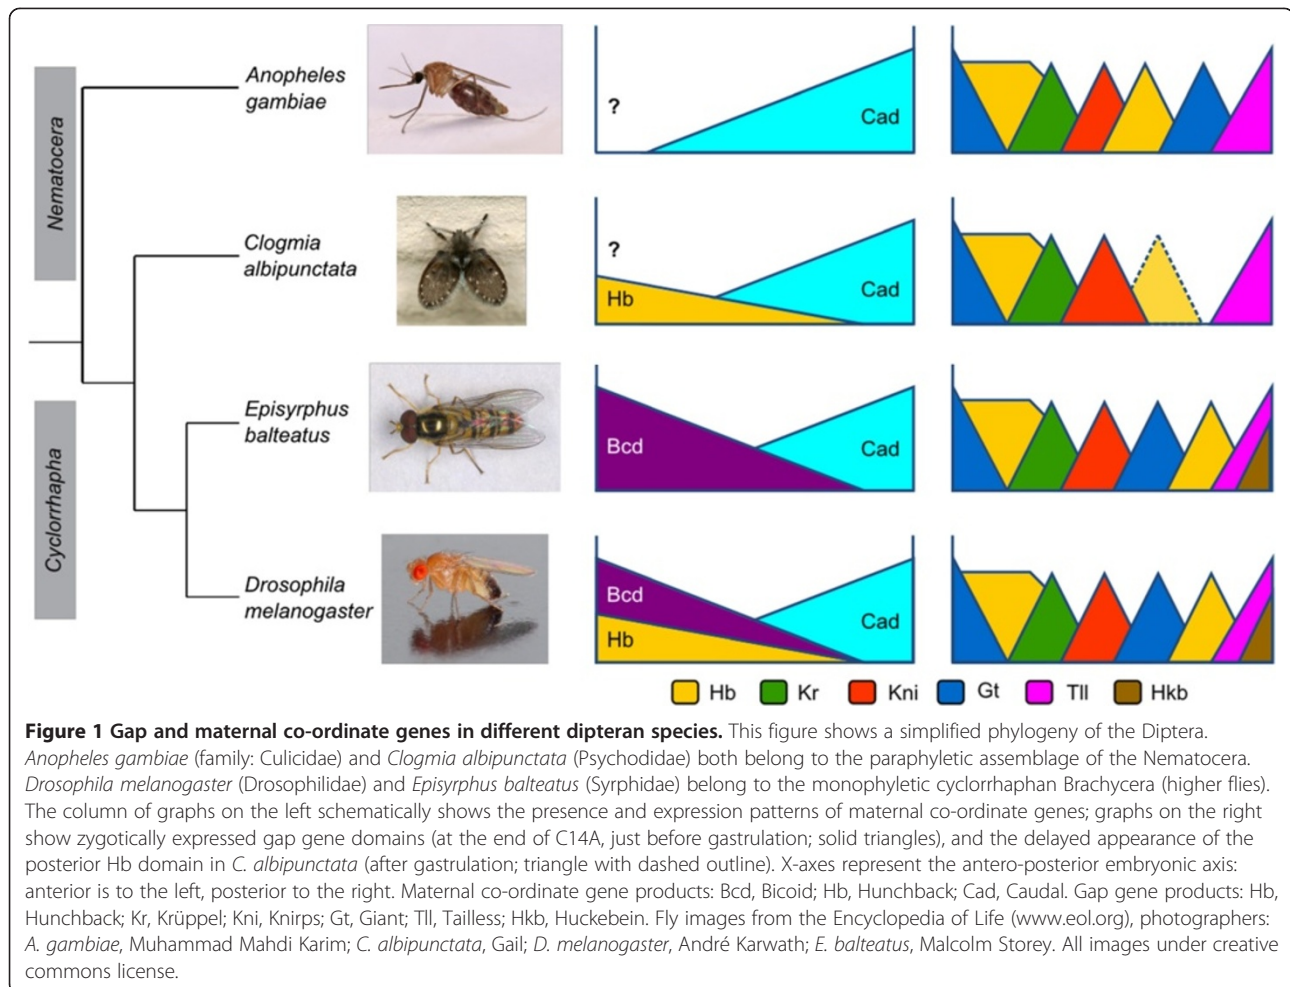 Nematocera
Anopheles
gambiae
?
Cad
Clogmia
albipunctata
?
Hb
Cad
Cyclorrhapha
Episyrphus
balteatus
Bcd
Cad
Drosophila
melanogaster
Bcd
Hb
Cad
Hb Kr Kni Gt Tll Hkb
Figure 1 Gap and maternal co-ordinate genes in different dipteran species. This figure shows a simplified phylogeny of the Diptera.
Anopheles gambiae (family: Culicidae) and Clogmia albipunctata (Psychodidae) both belong to the paraphyletic assemblage of the Nematocera.
Drosophila melanogaster (Drosophilidae) and Episyrphus balteatus (Syrphidae) belong to the monophyletic cyclorrhaphan Brachycera (higher flies).
The column of graphs on the left schematically shows the presence and expression patterns of maternal co-ordinate genes; graphs on the right
show zygotically expressed gap gene domains (at the end of C14A, just before gastrulation; solid triangles), and the delayed appearance of the
posterior Hb domain in C. albipunctata (after gastrulation; triangle with dashed outline). X-axes represent the antero-posterior embryonic axis:
anterior is to the left, posterior to the right. Maternal co-ordinate gene products: Bcd, Bicoid; Hb, Hunchback; Cad, Caudal. Gap gene products: Hb,
Hunchback; Kr, Krüppel; Kni, Knirps; Gt, Giant; Tll, Tailless; Hkb, Huckebein. Fly images from the Encyclopedia of Life (www.eol.org), photographers:
A. gambiae, Muhammad Mahdi Karim; C. albipunctata, Gail; D. melanogaster, André Karwath; E. balteatus, Malcolm Storey. All images under creative
commons license.